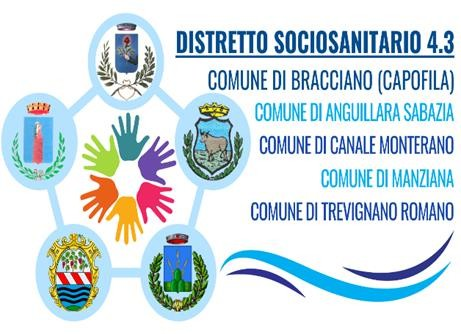 DISTRETTO SOCIOSANITARIO 4.3
COMUNE DI BRACCIANO (CAPOFILA)
COMUNE DI ANGUILLARA SABAZIA
COMUNE DI CANALE MONTERANO
COMUNE DI MANZIANA
COMUNE DI TREVIGNANO ROMANO